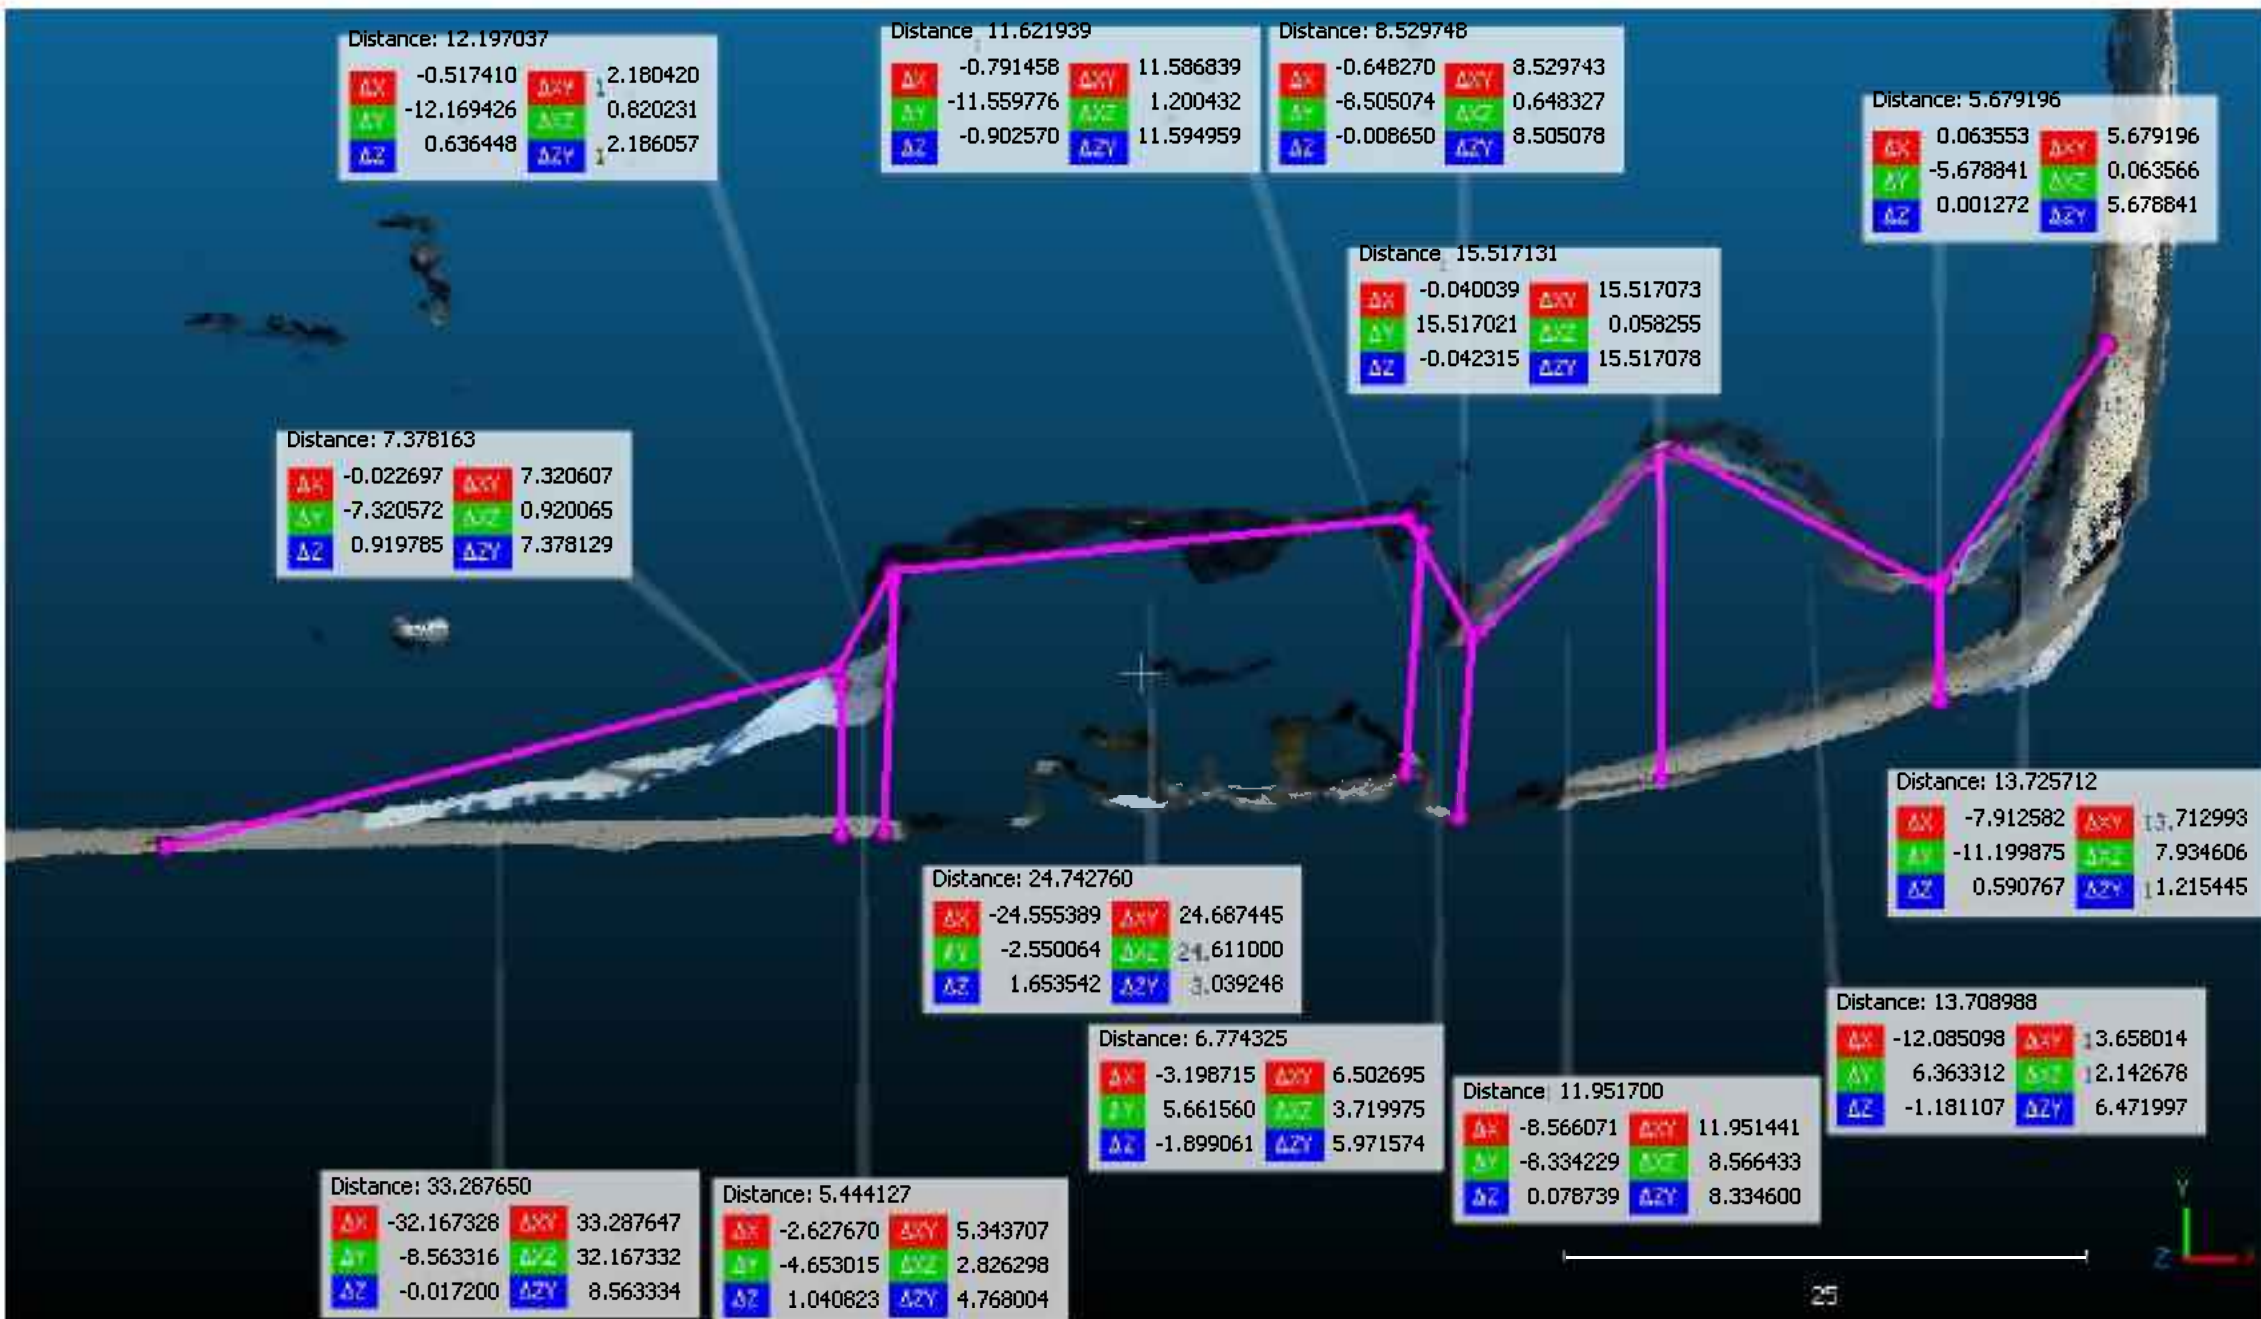 Distance: 12.197037
ΔX -0.517410 ΔXY 12.180420
ΔY -12.169426 ΔXZ 0.820231
ΔZ 0.636448 ΔZY 12.186057
Distance: 11.621939
ΔX -0.791458 ΔXY 11.586839
ΔY -11.559776 ΔXZ 1.200432
ΔZ -0.902570 ΔZY 11.594959
Distance: 8.529748
ΔX -0.648270 ΔXY 8.529743
ΔY -8.505074 ΔXZ 0.648327
ΔZ -0.008650 ΔZY 8.505078
Distance: 5.679196
ΔX 0.063553 ΔXY 5.679196
ΔY -5.678841 ΔXZ 0.063566
ΔZ 0.001272 ΔZY 5.678841
Distance: 15.517131
ΔX -0.040039 ΔXY 15.517073
ΔY 15.517021 ΔXZ 0.058255
ΔZ -0.042315 ΔZY 15.517078
Distance: 7.378163
ΔX -0.022697 ΔXY 7.320607
ΔY -7.320572 ΔXZ 0.920065
ΔZ 0.919785 ΔZY 7.378129
Distance: 13.725712
ΔX -7.912582 ΔXY 13.712993
ΔY -11.199875 ΔXZ 7.934606
ΔZ 0.590767 ΔZY 11.215445
Distance: 24.742760
ΔX -24.555389 ΔXY 24.687445
ΔY -2.550064 ΔXZ 24.611000
ΔZ 1.653542 ΔZY 3.039248
Distance: 13.708988
ΔX -12.085098 ΔXY 13.658014
ΔY 6.363312 ΔXZ 12.142678
ΔZ -1.181107 ΔZY 6.471997
Distance: 6.774325
ΔX -3.198715 ΔXY 6.502695
ΔY 5.661560 ΔXZ 3.719975
ΔZ -1.899061 ΔZY 5.971574
Distance: 11.951700
ΔX -8.566071 ΔXY 11.951441
ΔY -8.334229 ΔXZ 8.566433
ΔZ 0.078739 ΔZY 8.334600
Distance: 33.287650
ΔX -32.167328 ΔXY 33.287647
ΔY -8.563316 ΔXZ 32.167332
ΔZ -0.017200 ΔZY 8.563334
Distance: 5.444127
ΔX -2.627670 ΔXY 5.343707
ΔY -4.653015 ΔXZ 2.826298
ΔZ 1.040823 ΔZY 4.768004
Y
Z
25